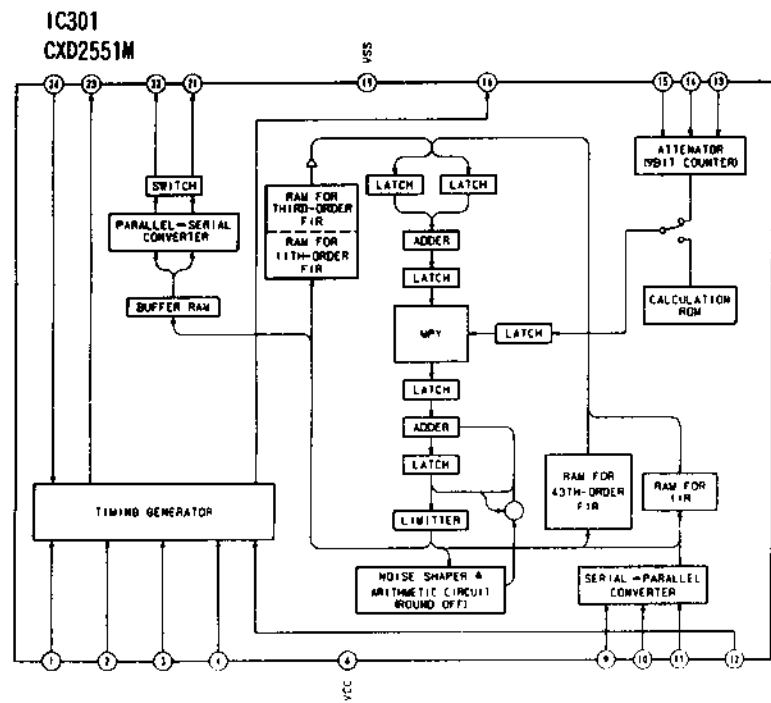 IC301
CXD2551M
VSS
24 23 22 21 19 16 15 14 13
SWITCH
PARALLEL→SERIAL
CONVERTER
BUFFER RAM
RAM FOR
THIRD-ORDER
FIR
RAM FOR
11TH-ORDER
FIR
LATCH LATCH
ADDER
LATCH
MPY
LATCH
LATCH
ADDER
LATCH
LIMITTER
NOISE SHAPER &
ARITHMETIC CIRCUIT
(ROUND OFF)
ATTENATOR
(9BIT COUNTER)
CALCULATION
ROM
RAM FOR
43TH-ORDER
FIR
RAM FOR
SERIAL→PARALLEL
CONVERTER
TIMING GENERATOR
1 2 3 4 6 9 10 11 12
VCC